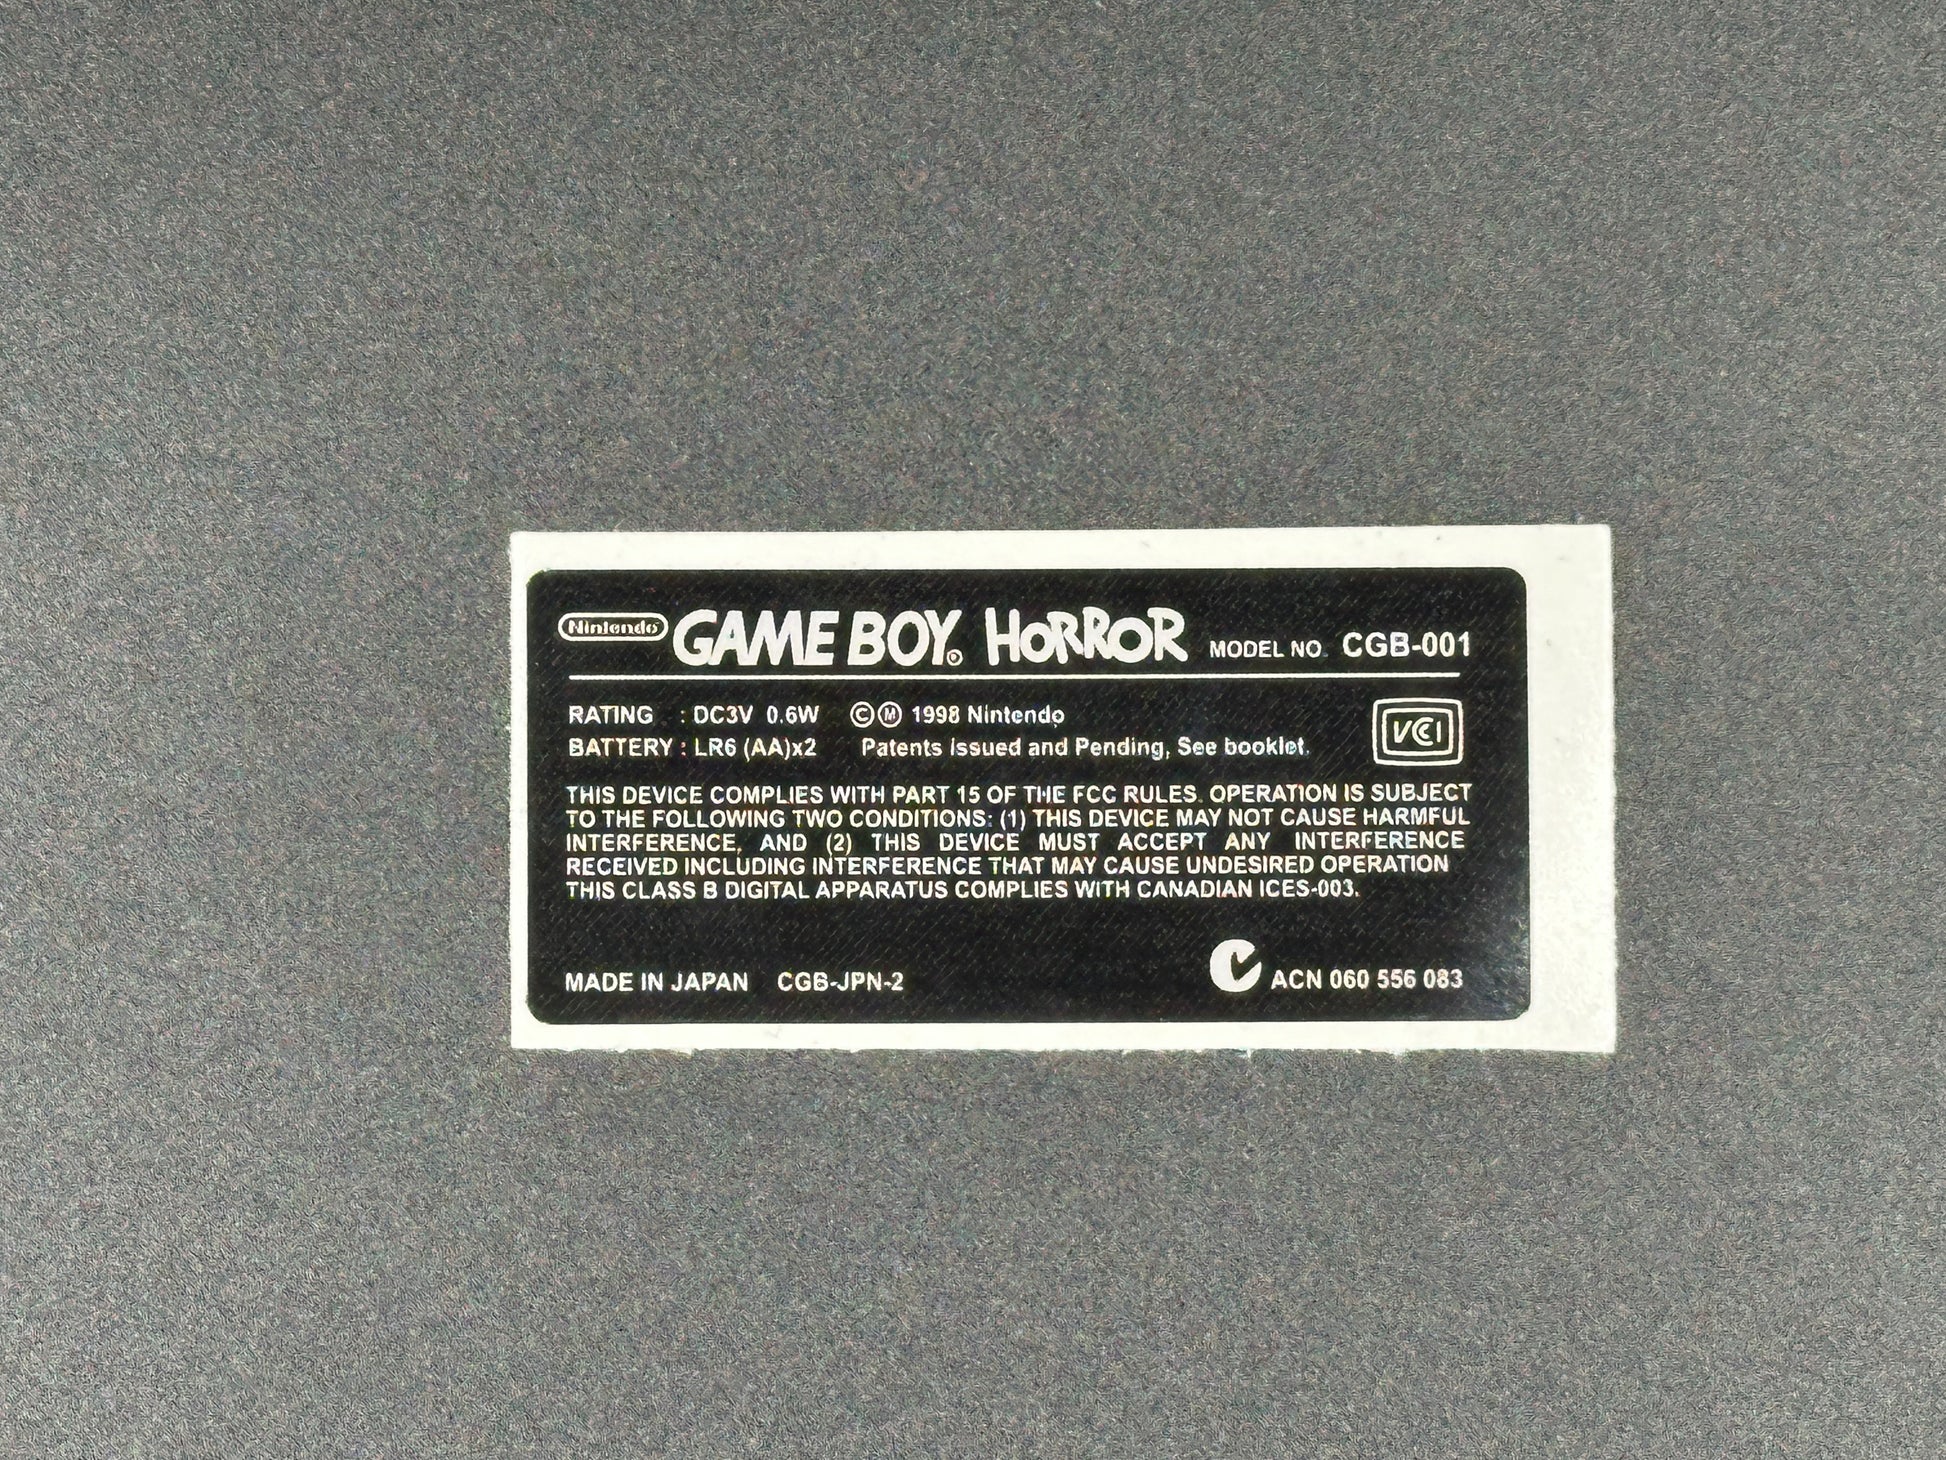 Nintendo GAME BOY® HORROR MODEL NO. CGB-001
RATING : DC3V 0.6W ©Ⓜ 1998 Nintendo
BATTERY : LR6 (AA)x2 Patents Issued and Pending, See booklet.
VCI
THIS DEVICE COMPLIES WITH PART 15 OF THE FCC RULES. OPERATION IS SUBJECT
TO THE FOLLOWING TWO CONDITIONS: (1) THIS DEVICE MAY NOT CAUSE HARMFUL
INTERFERENCE, AND (2) THIS DEVICE MUST ACCEPT ANY INTERFERENCE
RECEIVED INCLUDING INTERFERENCE THAT MAY CAUSE UNDESIRED OPERATION
THIS CLASS B DIGITAL APPARATUS COMPLIES WITH CANADIAN ICES-003.
MADE IN JAPAN CGB-JPN-2 ACN 060 556 083